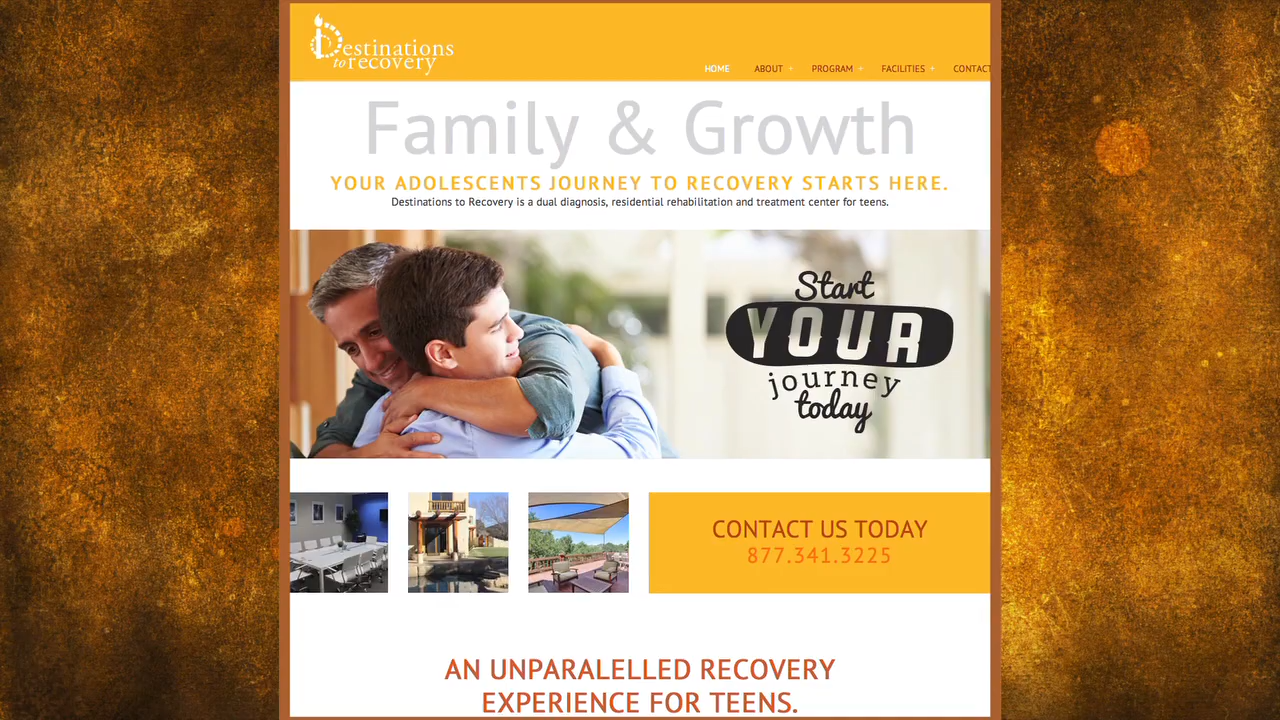 Destinations
to recovery
HOME ABOUT + PROGRAM + FACILITIES + CONTACT
Family & Growth
YOUR ADOLESCENTS JOURNEY TO RECOVERY STARTS HERE.
Destinations to Recovery is a dual diagnosis, residential rehabilitation and treatment center for teens.
Start
YOUR
journey
today
CONTACT US TODAY
877.341.3225
AN UNPARALELLED RECOVERY
EXPERIENCE FOR TEENS.